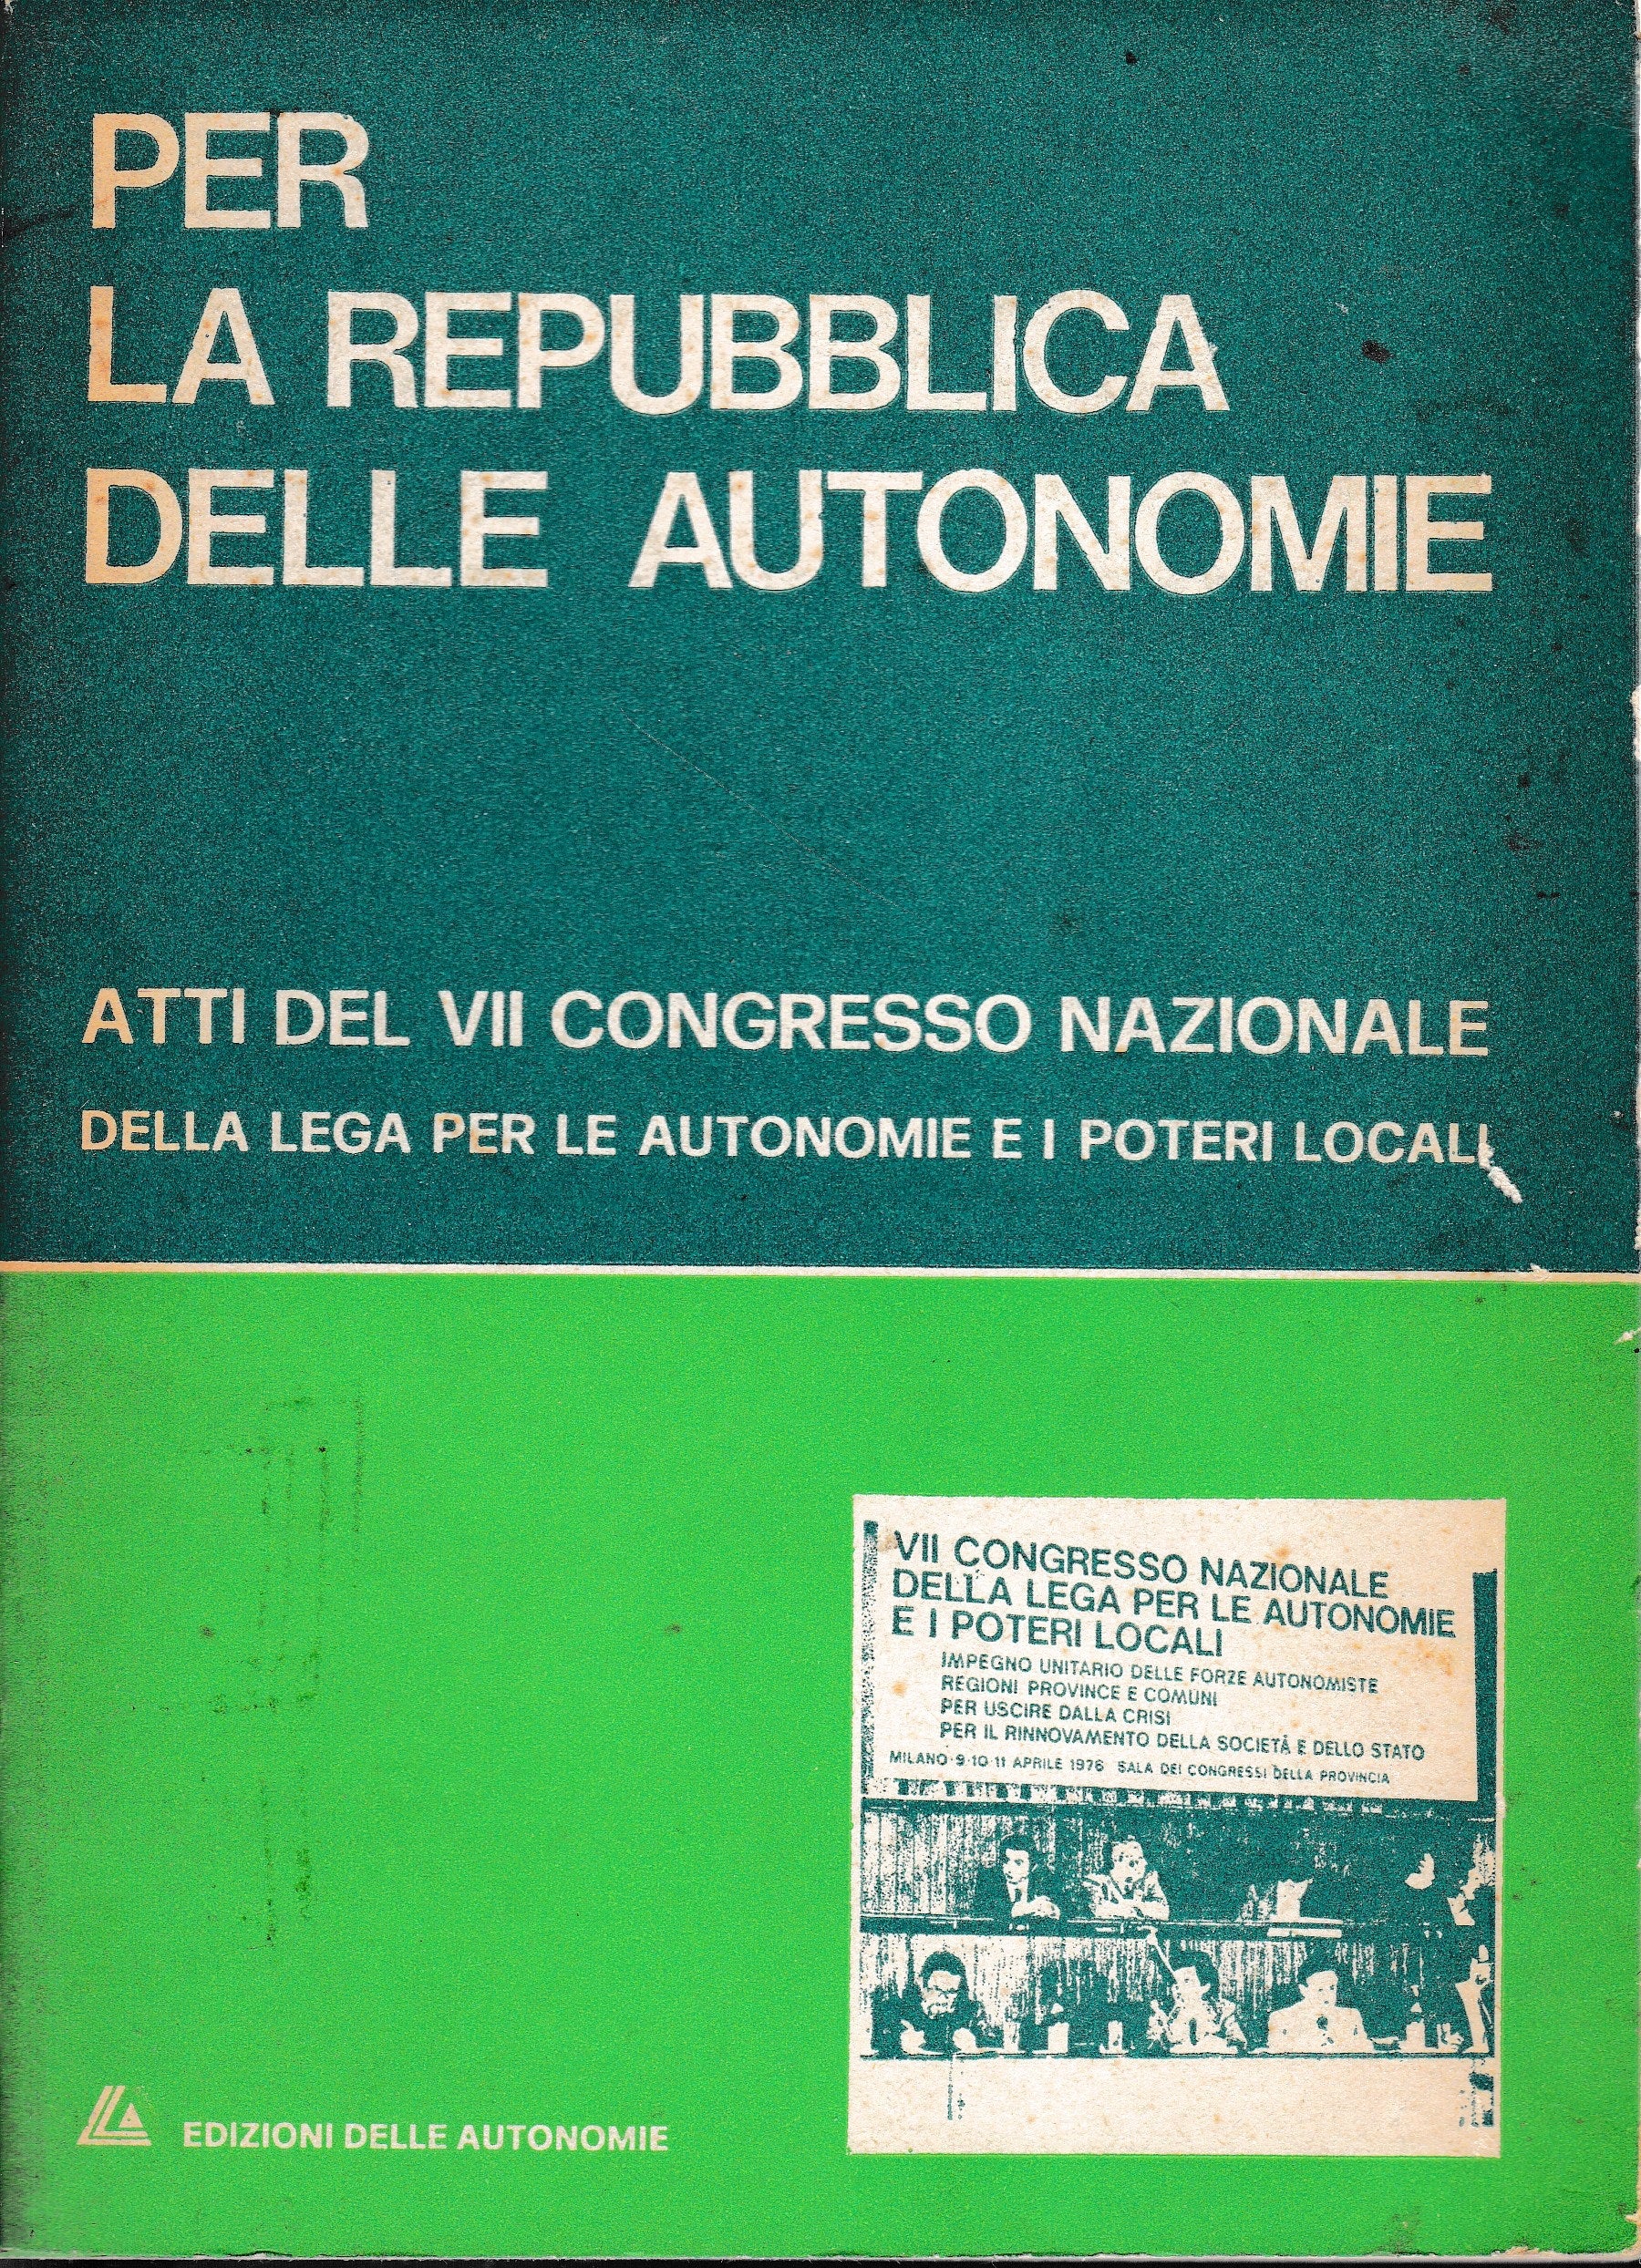 PER
LA REPUBBLICA
DELLE AUTONOMIE
ATTI DEL VII CONGRESSO NAZIONALE
DELLA LEGA PER LE AUTONOMIE E I POTERI LOCALI
VII CONGRESSO NAZIONALE
DELLA LEGA PER LE AUTONOMIE
E I POTERI LOCALI
IMPEGNO UNITARIO DELLE FORZE AUTONOMISTE
REGIONI PROVINCE E COMUNI
PER USCIRE DALLA CRISI
PER IL RINNOVAMENTO DELLA SOCIETÀ E DELLO STATO
MILANO·9·10·11 APRILE 1976 SALA DEI CONGRESSI DELLA PROVINCIA
EDIZIONI DELLE AUTONOMIE